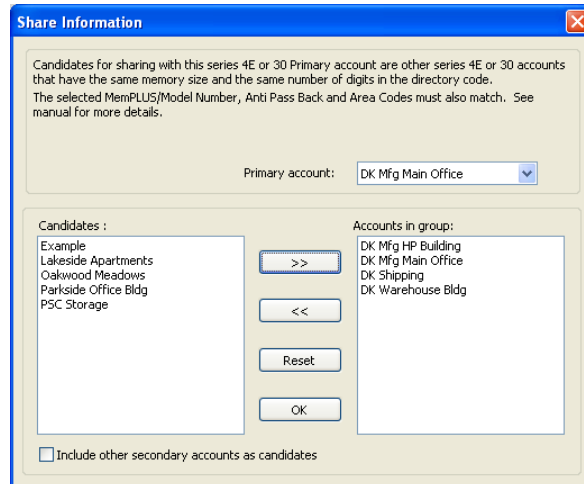 Share Information
Candidates for sharing with this series 4E or 30 Primary account are other series 4E or 30 accounts
that have the same memory size and the same number of digits in the directory code.
The selected MemPLUS/Model Number, Anti Pass Back and Area Codes must also match.  See
manual for more details.
Primary account: DK Mfg Main Office
Candidates :
Example
Lakeside Apartments
Oakwood Meadows
Parkside Office Bldg
PSC Storage
>>
<<
Reset
OK
Accounts in group:
DK Mfg HP Building
DK Mfg Main Office
DK Shipping
DK Warehouse Bldg
Include other secondary accounts as candidates